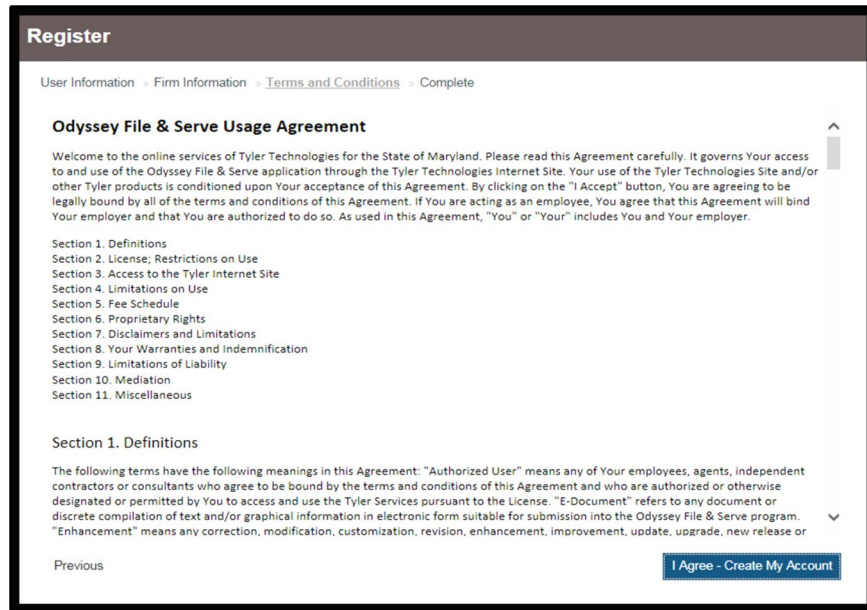 Register
User Information » Firm Information » Terms and Conditions » Complete
Odyssey File & Serve Usage Agreement
Welcome to the online services of Tyler Technologies for the State of Maryland. Please read this Agreement carefully. It governs Your access
to and use of the Odyssey File & Serve application through the Tyler Technologies Internet Site. Your use of the Tyler Technologies Site and/or
other Tyler products is conditioned upon Your acceptance of this Agreement. By clicking on the "I Accept" button, You are agreeing to be
legally bound by all of the terms and conditions of this Agreement. If You are acting as an employee, You agree that this Agreement will bind
Your employer and that You are authorized to do so. As used in this Agreement, "You" or "Your" includes You and Your employer.
Section 1. Definitions
Section 2. License; Restrictions on Use
Section 3. Access to the Tyler Internet Site
Section 4. Limitations on Use
Section 5. Fee Schedule
Section 6. Proprietary Rights
Section 7. Disclaimers and Limitations
Section 8. Your Warranties and Indemnification
Section 9. Limitations of Liability
Section 10. Mediation
Section 11. Miscellaneous
Section 1. Definitions
The following terms have the following meanings in this Agreement: "Authorized User" means any of Your employees, agents, independent
contractors or consultants who agree to be bound by the terms and conditions of this Agreement and who are authorized or otherwise
designated or permitted by You to access and use the Tyler Services pursuant to the License. "E-Document" refers to any document or
discrete compilation of text and/or graphical information in electronic form suitable for submission into the Odyssey File & Serve program.
"Enhancement" means any correction, modification, customization, revision, enhancement, improvement, update, upgrade, new release or
Previous
I Agree - Create My Account